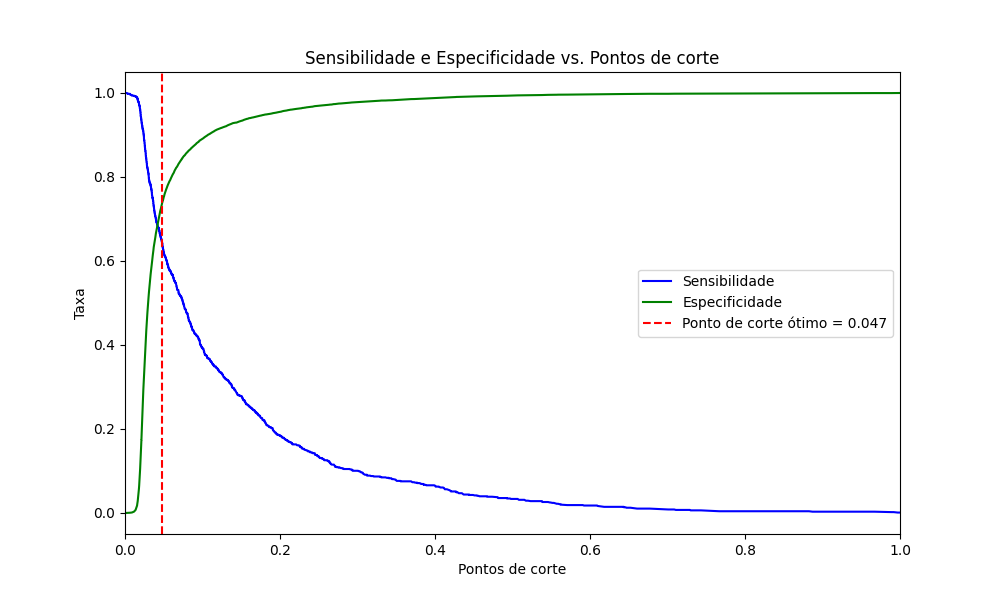 Sensibilidade e Especificidade vs. Pontos de corte
Taxa
1.0
0.8
0.6
0.4
0.2
0.0
Sensibilidade
Especificidade
Ponto de corte ótimo = 0.047
0.0 0.2 0.4 0.6 0.8 1.0
Pontos de corte